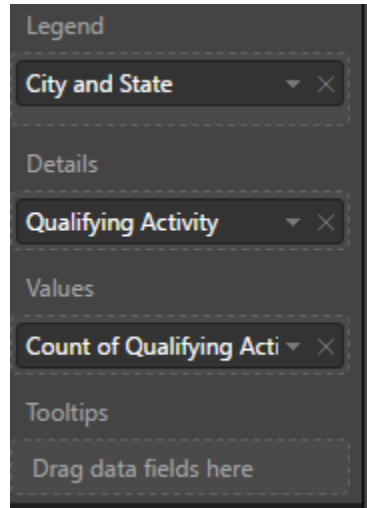 Legend
City and State
Details
Qualifying Activity
Values
Count of Qualifying Acti
Tooltips
Drag data fields here